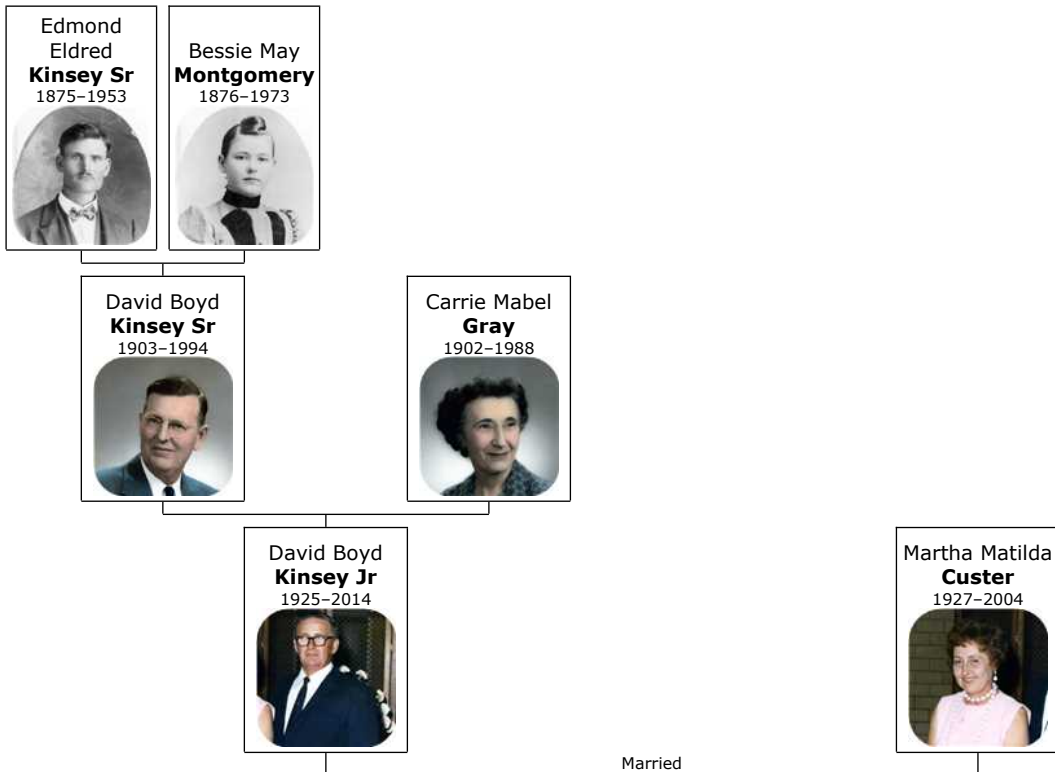 Edmond
Eldred
Kinsey Sr
1875–1953
Bessie May
Montgomery
1876–1973
David Boyd
Kinsey Sr
1903–1994
Carrie Mabel
Gray
1902–1988
David Boyd
Kinsey Jr
1925–2014
Martha Matilda
Custer
1927–2004
Married